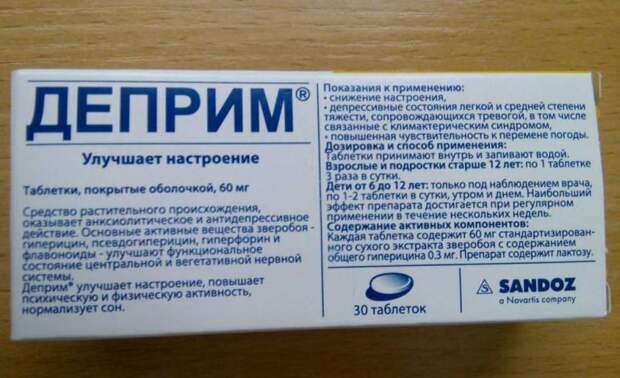 ДЕПРИМ®
Улучшает настроение
Таблетки, покрытые оболочкой, 60 мг
Средство растительного происхождения,
оказывает анксиолитическое и антидепрессивное
действие. Основные активные вещества зверобоя -
гиперицин, псевдогиперицин, гиперфорин и
флавоноиды - улучшают функциональное
состояние центральной и вегетативной нервной
системы.
Деприм® улучшает настроение, повышает
психическую и физическую активность,
нормализует сон.
Показания к применению:
• снижение настроения,
• депрессивные состояния легкой и средней степени
тяжести, сопровождающихся тревогой, в том числе
связанные с климактерическим синдромом,
• повышенная чувствительность к перемене погоды.
Дозировка и способ применения:
Таблетки принимают внутрь и запивают водой.
Взрослые и подростки старше 12 лет: по 1 таблетке
3 раза в сутки.
Дети от 6 до 12 лет: только под наблюдением врача,
по 1-2 таблетки в сутки, утром и днем. Наибольший
эффект препарата достигается при регулярном
применении в течение нескольких недель.
Содержание активных компонентов:
Каждая таблетка содержит 60 мг стандартизирован-
ного сухого экстракта зверобоя с содержанием
общего гиперицина 0.3 мг. Препарат содержит лактозу.
30 таблеток
SANDOZ
a Novartis company